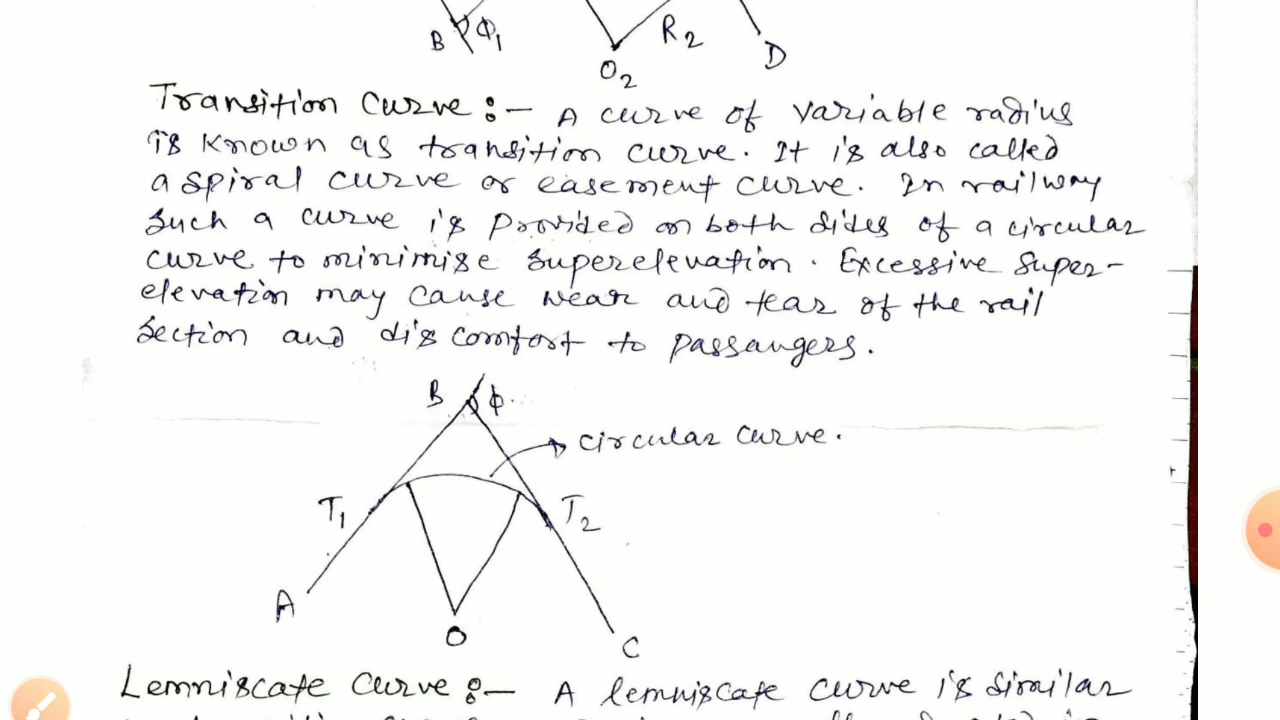 B ϕ1 R2 D
O2
Transition Curve :- A curve of variable radius
is known as transition curve. It is also called
a spiral curve or easement curve. In railway
such a curve is provided on both sides of a circular
curve to minimise superelevation. Excessive super-
elevation may cause wear and tear of the rail
section and discomfort to passangers.
B ϕ.
circular curve.
T1 T2
A
O
C
Lemniscate Curve :- A lemniscate curve is similar